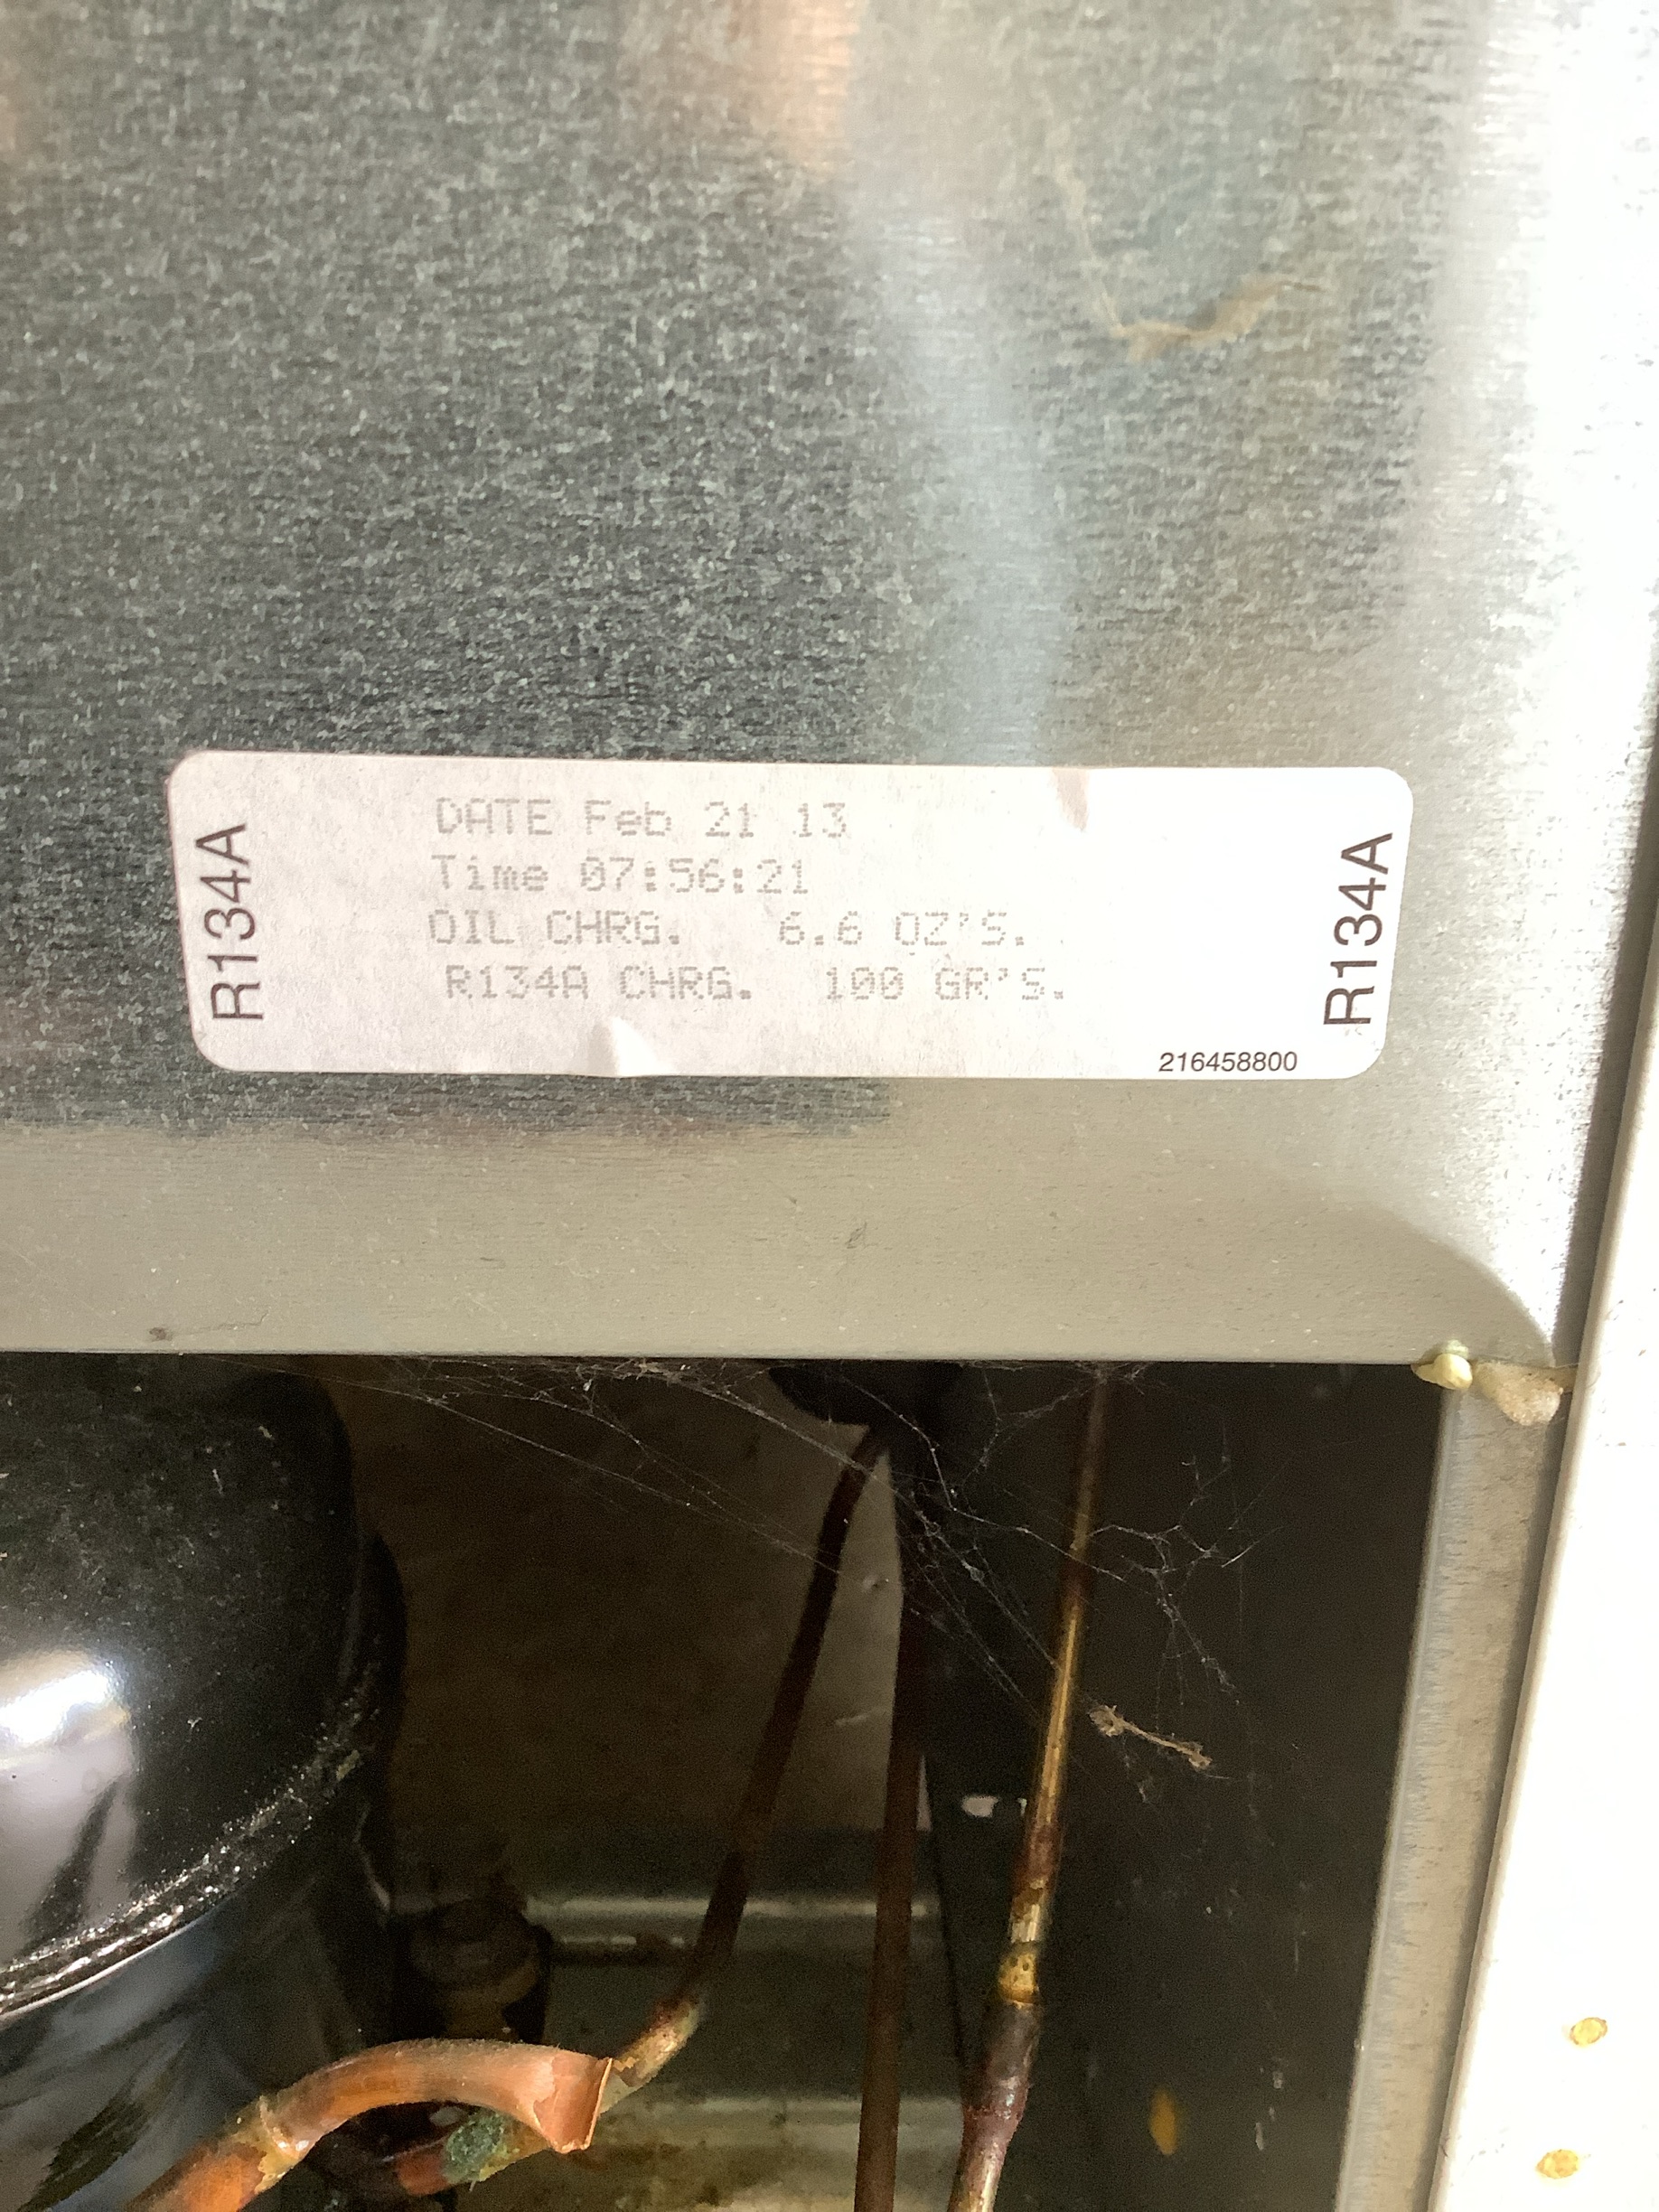 R134A
DATE Feb 21 13
Time 07:56:21
OIL CHRG. 6.6 OZ'S.
R134A CHRG. 100 GR'S.
R134A
216458800